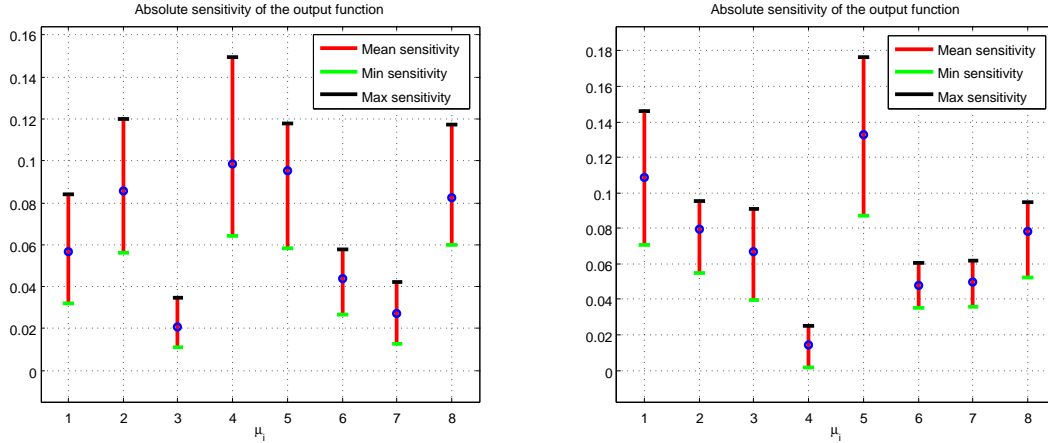 Absolute sensitivity of the output function
0.16
0.14
0.12
0.1
0.08
0.06
0.04
0.02
0
1 2 3 4 5 6 7 8
μi
Mean sensitivity
Min sensitivity
Max sensitivity
Absolute sensitivity of the output function
0.18
0.16
0.14
0.12
0.1
0.08
0.06
0.04
0.02
0
1 2 3 4 5 6 7 8
μi
Mean sensitivity
Min sensitivity
Max sensitivity